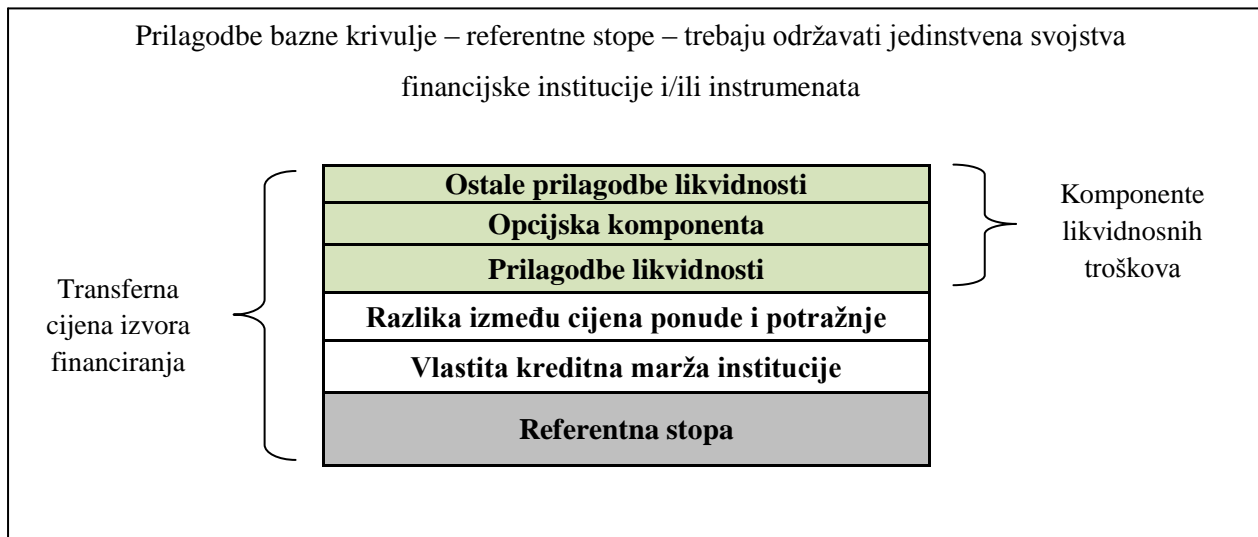 Prilagodbe bazne krivulje – referentne stope – trebaju održavati jedinstvena svojstva
financijske institucije i/ili instrumenata
Transferna
cijena izvora
financiranja
Ostale prilagodbe likvidnosti
Opcijska komponenta
Prilagodbe likvidnosti
Razlika između cijena ponude i potražnje
Vlastita kreditna marža institucije
Referentna stopa
Komponente
likvidnosnih
troškova